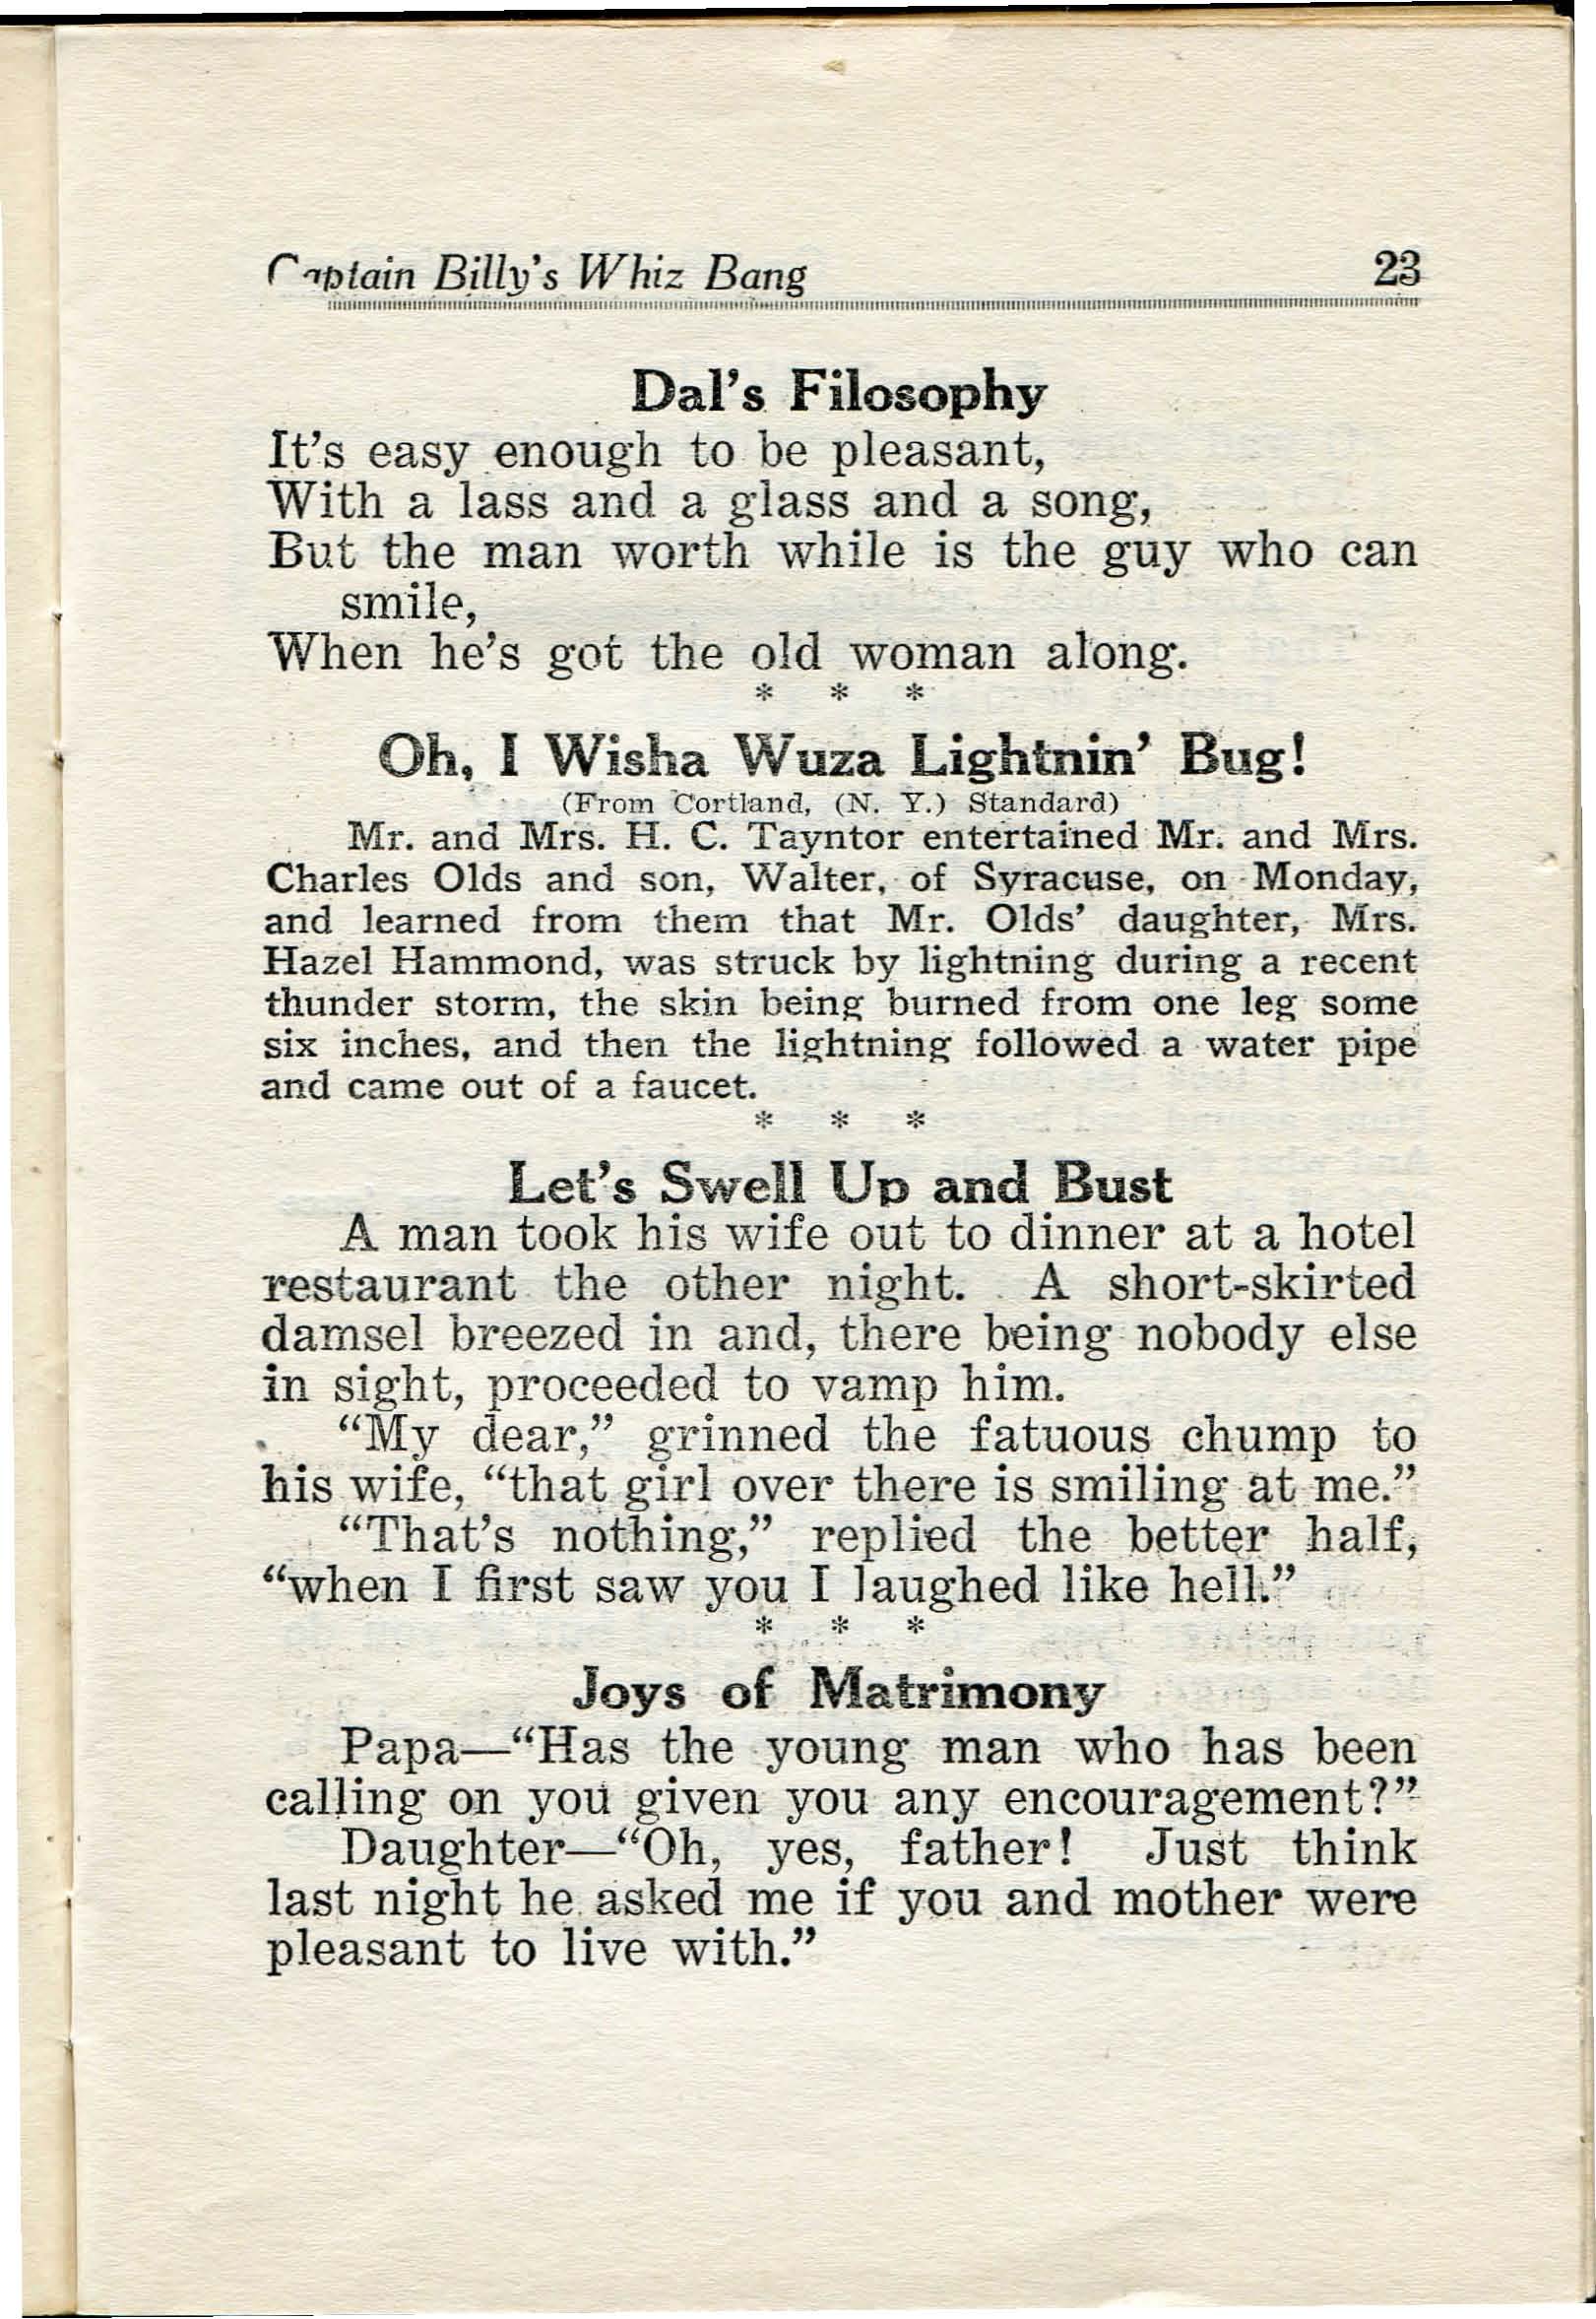 Captain Billy's Whiz Bang 23
Dal's Filosophy
It's easy enough to be pleasant,
With a lass and a glass and a song,
But the man worth while is the guy who can
smile,
When he's got the old woman along.
* * *
Oh, I Wisha Wuza Lightnin' Bug!
(From Cortland, (N. Y.) Standard)
Mr. and Mrs. H. C. Tayntor entertained Mr. and Mrs.
Charles Olds and son, Walter, of Syracuse, on Monday,
and learned from them that Mr. Olds' daughter, Mrs.
Hazel Hammond, was struck by lightning during a recent
thunder storm, the skin being burned from one leg some
six inches, and then the lightning followed a water pipe
and came out of a faucet.
* * *
Let's Swell Up and Bust
A man took his wife out to dinner at a hotel
restaurant the other night. A short-skirted
damsel breezed in and, there being nobody else
in sight, proceeded to vamp him.
“My dear,” grinned the fatuous chump to
his wife, “that girl over there is smiling at me.”
“That's nothing,” replied the better half,
“when I first saw you I laughed like hell.”
* * *
Joys of Matrimony
Papa—“Has the young man who has been
calling on you given you any encouragement?”
Daughter—“Oh, yes, father! Just think
last night he asked me if you and mother were
pleasant to live with.”